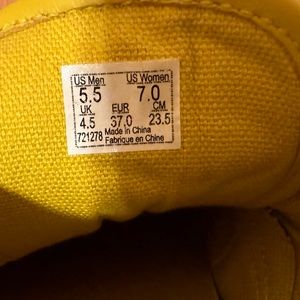 US Men US Women
5.5 7.0
UK EUR CM
4.5 37.0 23.5
721278 Made in China
Fabrique en Chine